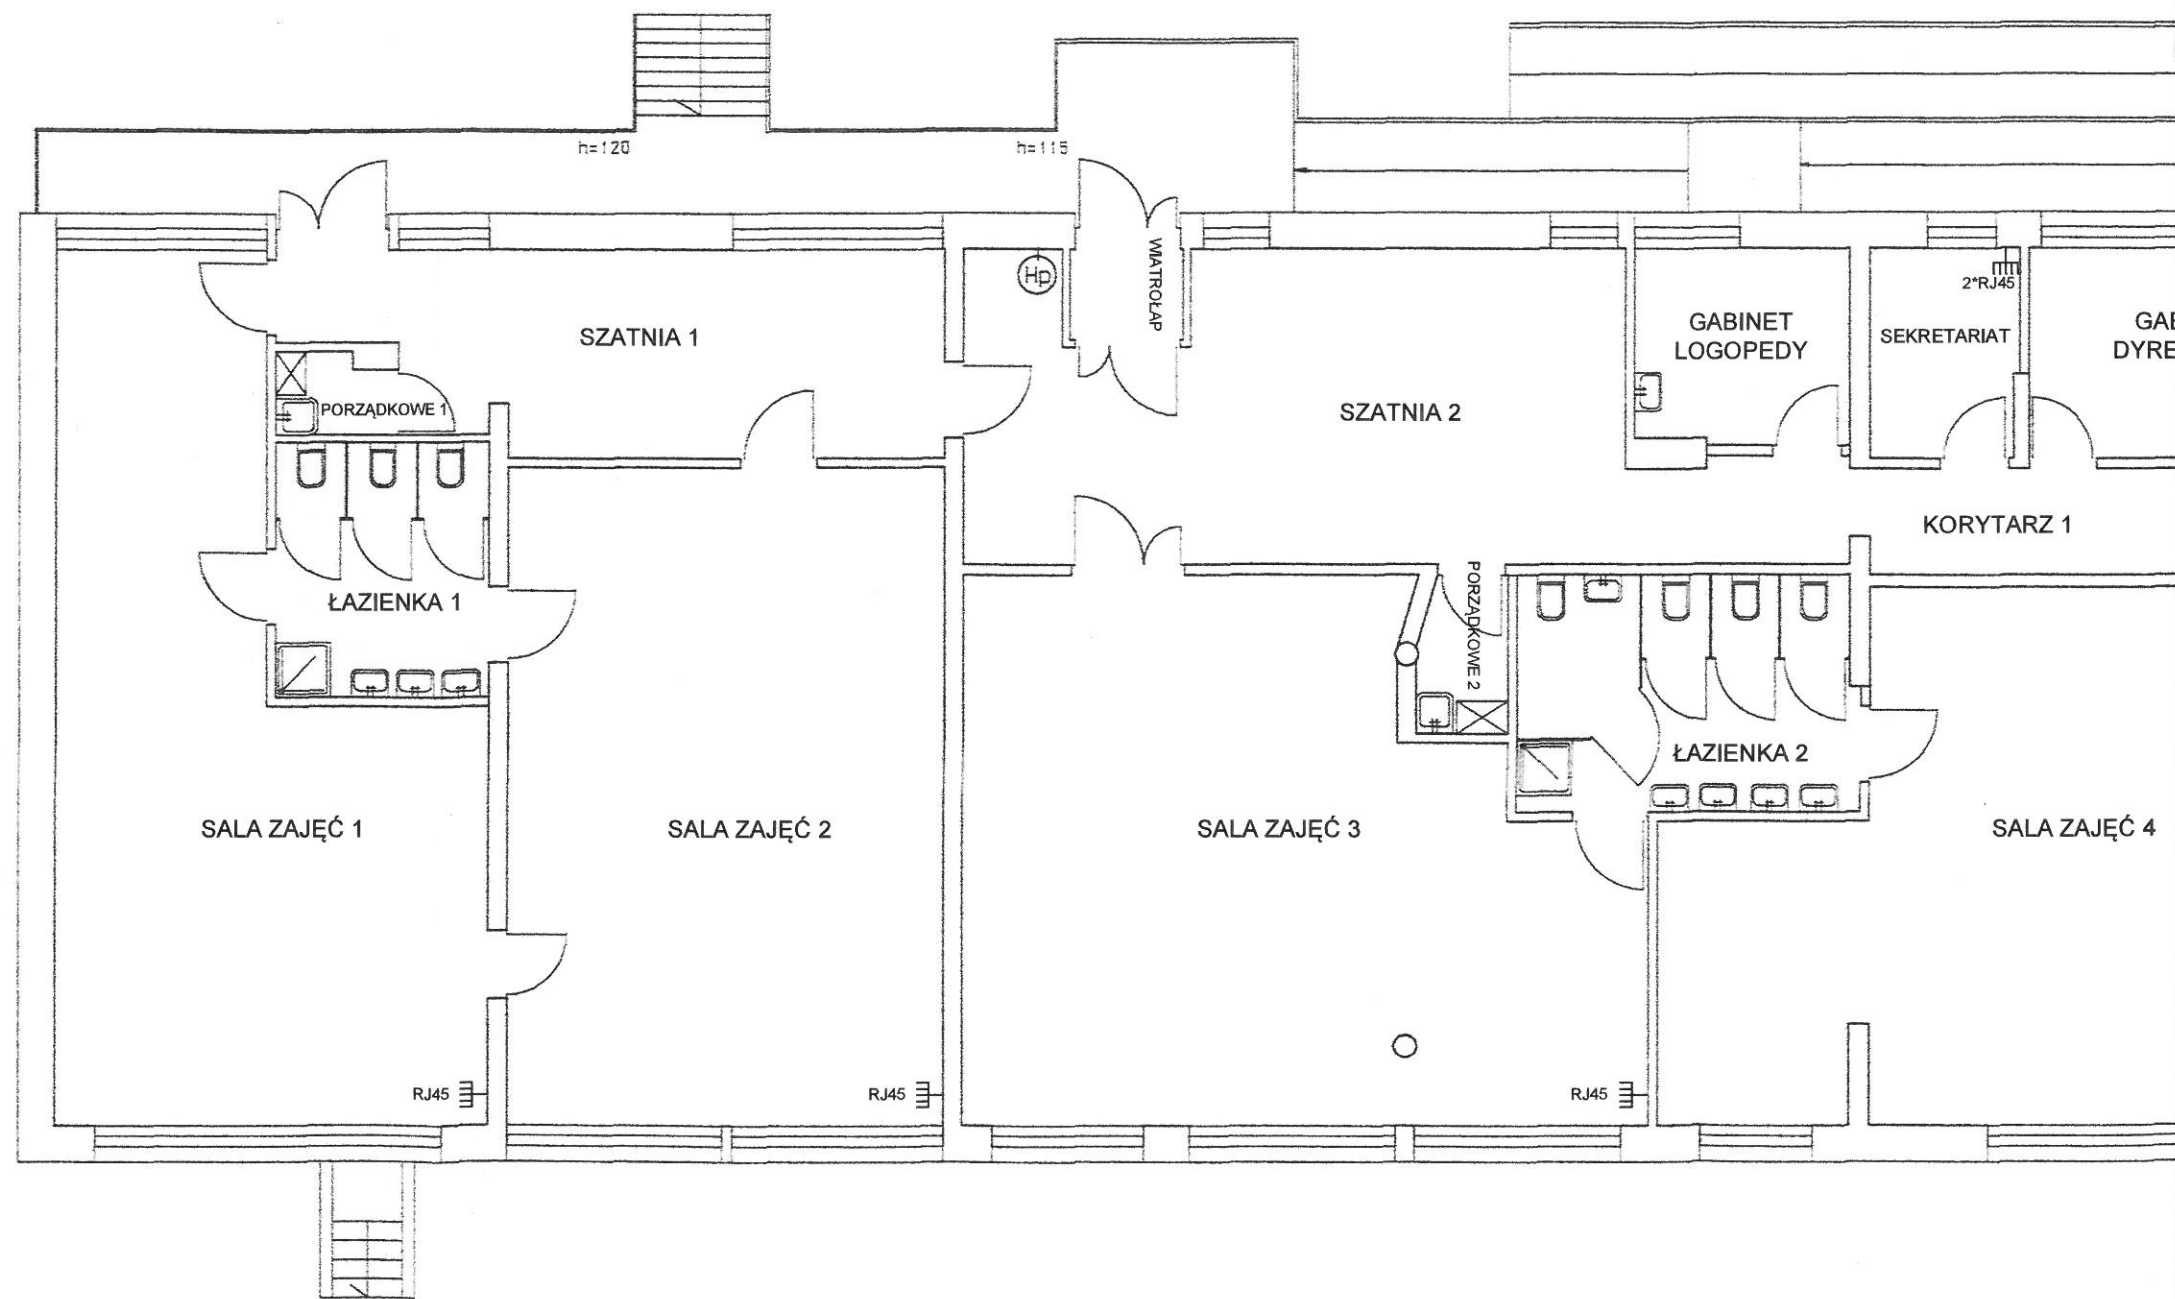 h=120
h=115
WIATROŁAP
Hp
2*RJ45
SZATNIA 1
GABINET
LOGOPEDY
SEKRETARIAT
GAB
DYRE
PORZĄDKOWE 1
SZATNIA 2
KORYTARZ 1
ŁAZIENKA 1
PORZĄDKOWE 2
ŁAZIENKA 2
SALA ZAJĘĆ 1
SALA ZAJĘĆ 2
SALA ZAJĘĆ 3
SALA ZAJĘĆ 4
RJ45
RJ45
RJ45